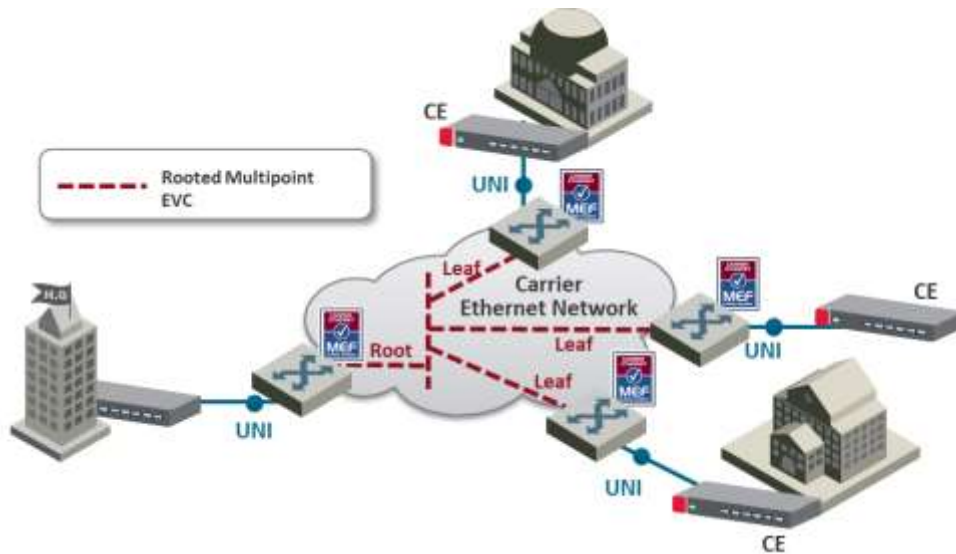 CE
Rooted Multipoint
EVC
UNI
MEF
Leaf
Carrier
Ethernet Network
MEF
CE
H.Q
MEF
Root
Leaf
UNI
Leaf
MEF
UNI
UNI
CE